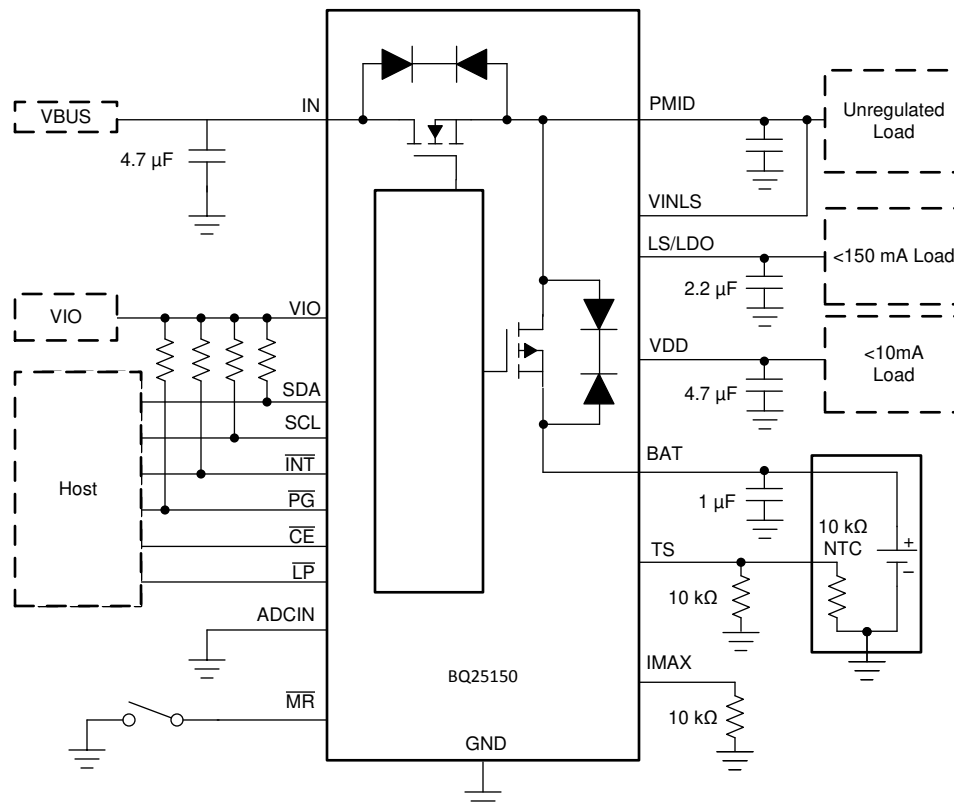 VBUS
IN
4.7 µF
PMID
Unregulated
Load
VINLS
LS/LDO
<150 mA Load
2.2 µF
VIO
VIO
VDD
<10mA
Load
4.7 µF
Host
SDA
SCL
INT
PG
CE
LP
BAT
1 µF
10 kΩ
NTC
+
−
TS
10 kΩ
ADCIN
IMAX
BQ25150
10 kΩ
MR
GND